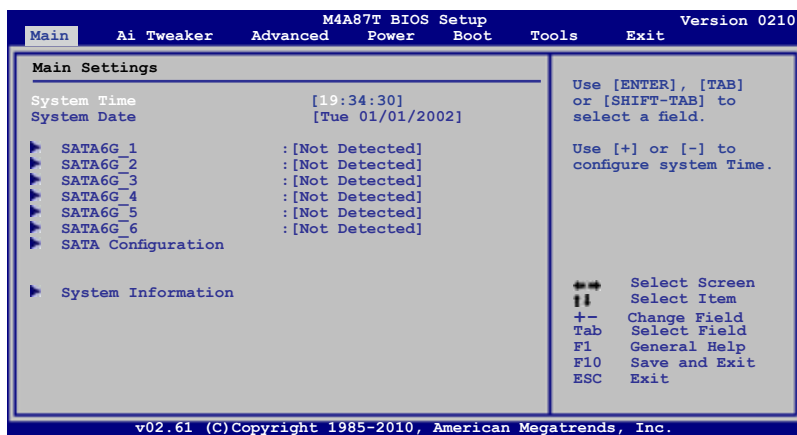 M4A87T BIOS Setup Version 0210
Main Ai Tweaker Advanced Power Boot Tools Exit
Main Settings
System Time [19:34:30]
System Date [Tue 01/01/2002]
SATA6G_1 :[Not Detected]
SATA6G_2 :[Not Detected]
SATA6G_3 :[Not Detected]
SATA6G_4 :[Not Detected]
SATA6G_5 :[Not Detected]
SATA6G_6 :[Not Detected]
SATA Configuration
System Information
Use [ENTER], [TAB]
or [SHIFT-TAB] to
select a field.
Use [+] or [-] to
configure system Time.
Select Screen
Select Item
+- Change Field
Tab Select Field
F1 General Help
F10 Save and Exit
ESC Exit
v02.61 (C)Copyright 1985-2010, American Megatrends, Inc.